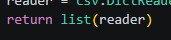 reader = csv.DictReade
return list(reader)